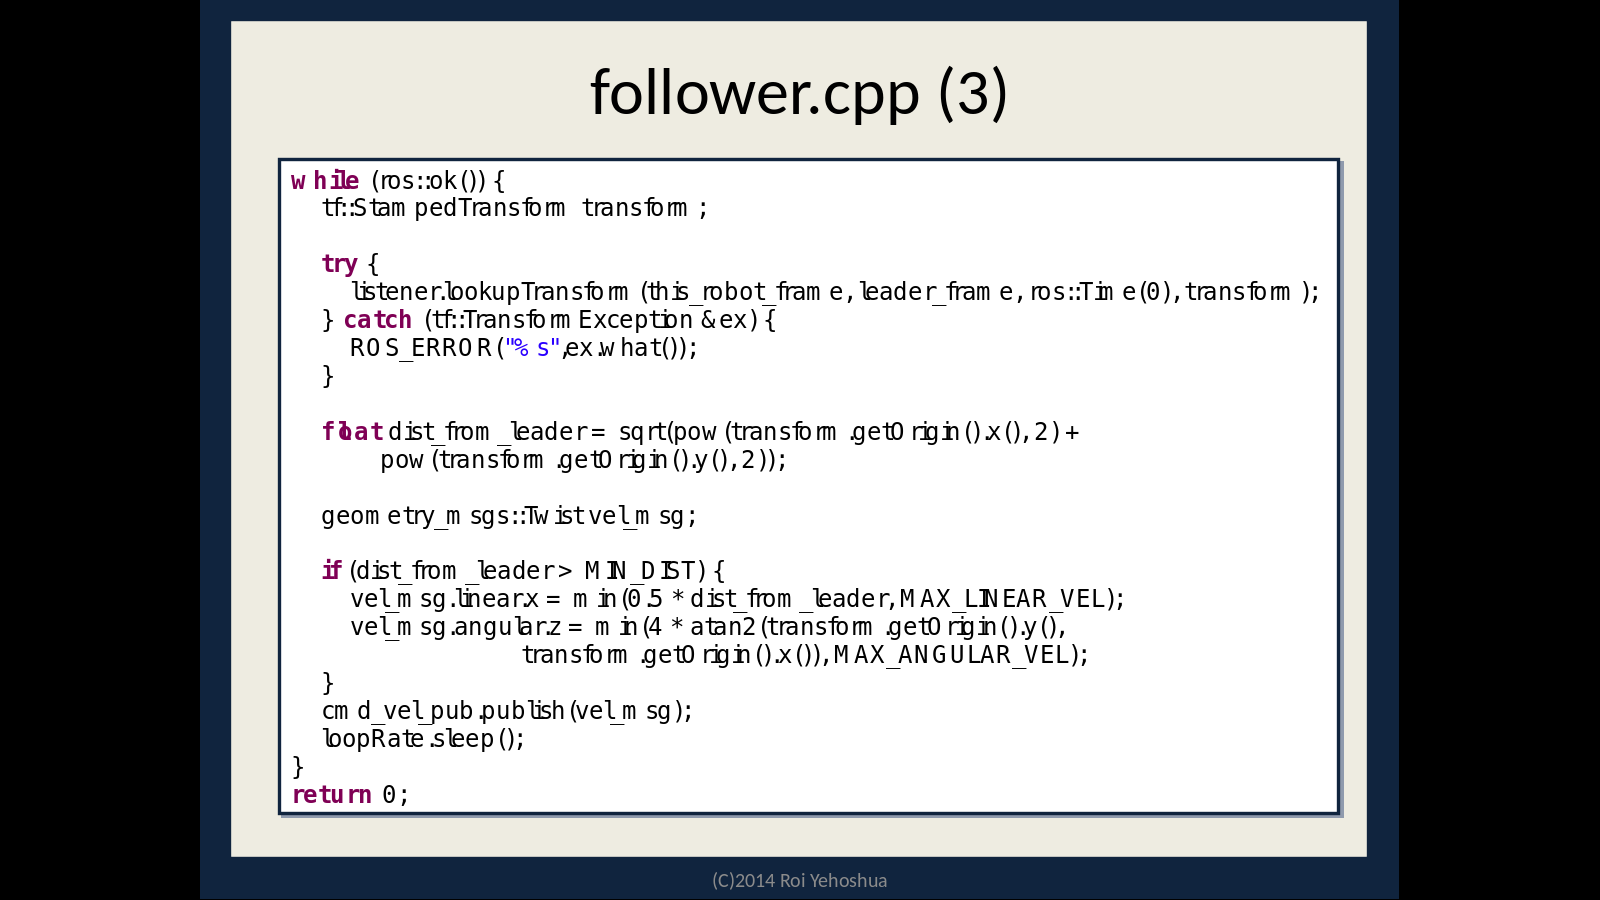 follower.cpp (3)
while (ros::ok()) {
tf::StampedTransform transform;
try {
listener.lookupTransform(this_robot_frame, leader_frame, ros::Time(0), transform);
} catch (tf::TransformException &ex) {
ROS_ERROR("%s",ex.what());
}
float dist_from_leader = sqrt(pow(transform.getOrigin().x(), 2) +
pow(transform.getOrigin().y(), 2));
geometry_msgs::Twist vel_msg;
if (dist_from_leader > MIN_DIST) {
vel_msg.linear.x = min(0.5 * dist_from_leader, MAX_LINEAR_VEL);
vel_msg.angular.z = min(4 * atan2(transform.getOrigin().y(),
transform.getOrigin().x()), MAX_ANGULAR_VEL);
}
cmd_vel_pub.publish(vel_msg);
loopRate.sleep();
}
return 0;
(C)2014 Roi Yehoshua